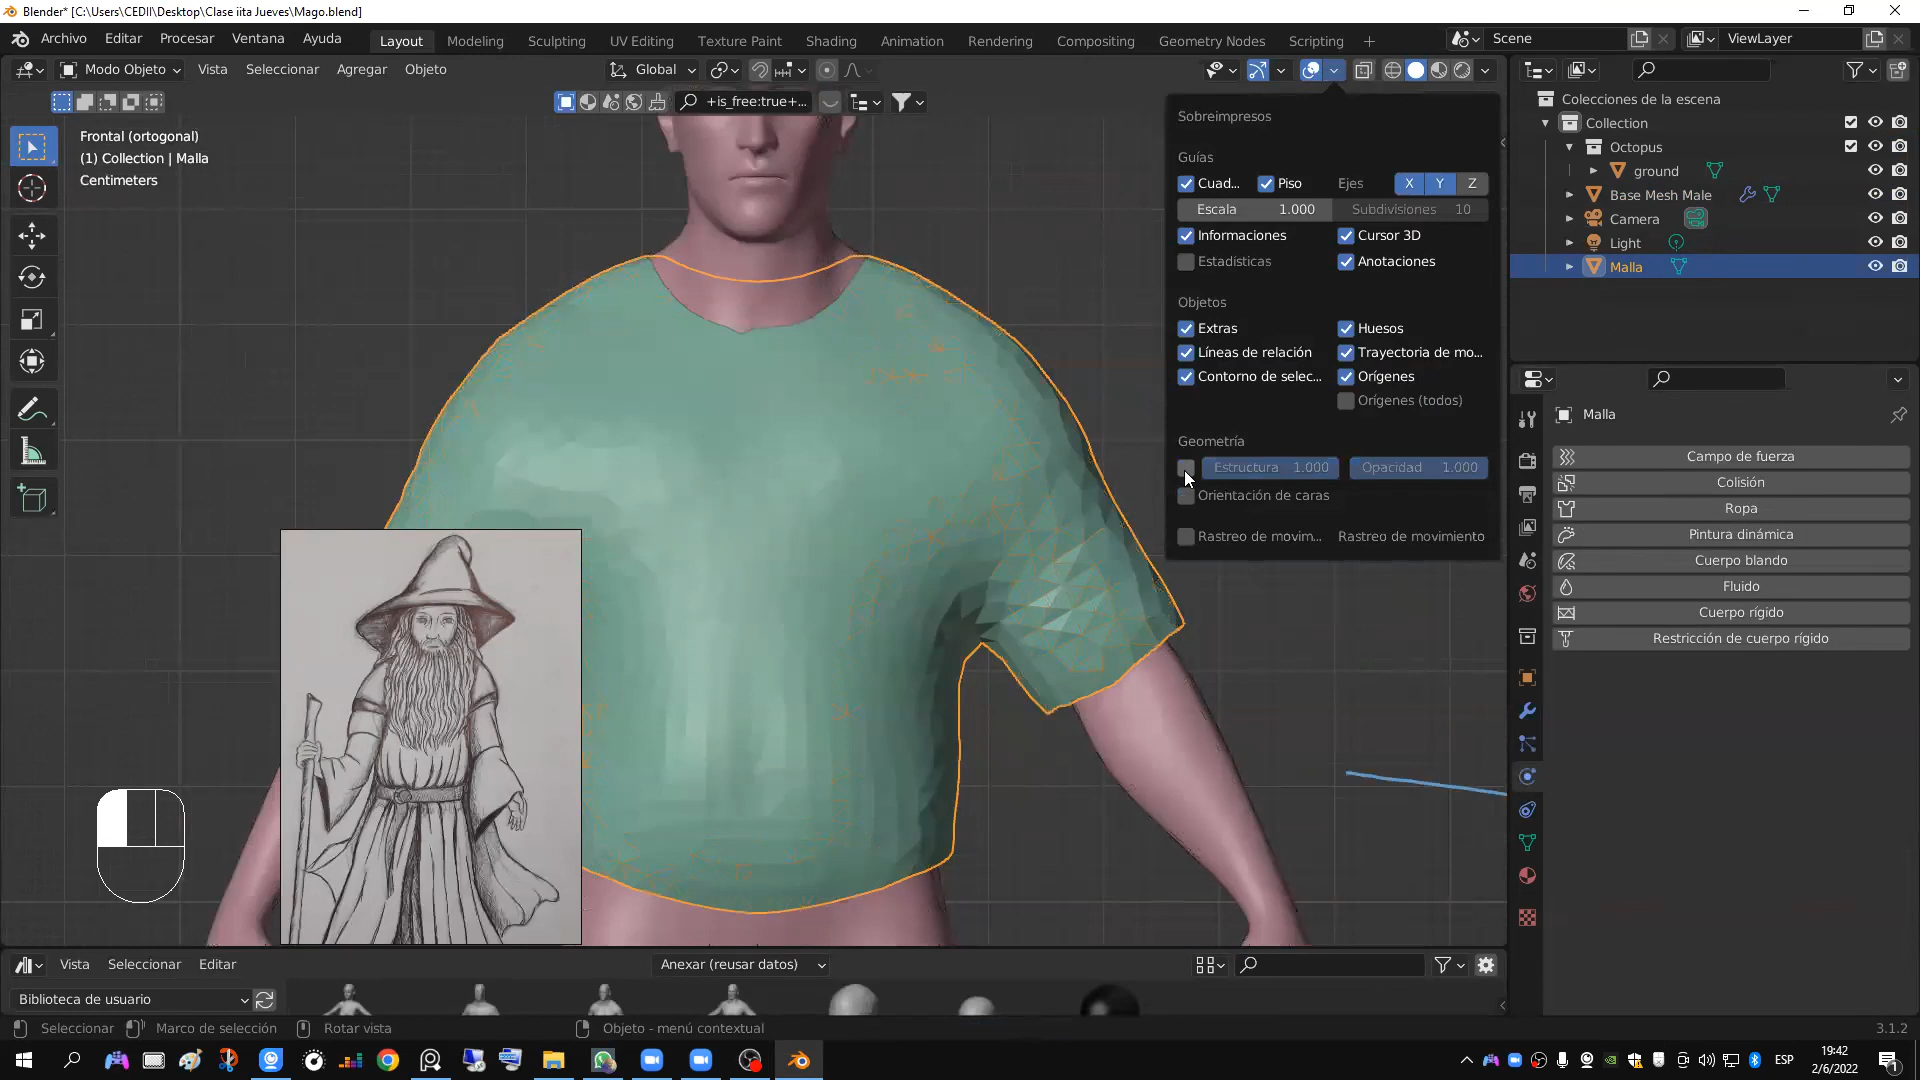 Blender* [C:\Users\CEDII\Desktop\Clase iita Jueves\Mago.blend]
Archivo Editar Procesar Ventana Ayuda Layout Modeling Sculpting UV Editing Texture Paint Shading Animation Rendering Compositing Geometry Nodes Scripting + Scene ViewLayer
Modo Objeto Vista Seleccionar Agregar Objeto Global
+is_free:true+...
Frontal (ortogonal)
(1) Collection | Malla
Centimeters
Sobreimpresos
Guías
Cuad... Piso Ejes X Y Z
Escala 1.000 Subdivisiones 10
Informaciones Cursor 3D
Estadísticas Anotaciones
Objetos
Extras Huesos
Líneas de relación Trayectoria de mo...
Contorno de selec... Orígenes
Orígenes (todos)
Geometría
Estructura 1.000 Opacidad 1.000
Orientación de caras
Rastreo de movim... Rastreo de movimiento
Colecciones de la escena
Collection
Octopus
ground
Base Mesh Male
Camera
Light
Malla
Malla
Campo de fuerza
Colisión
Ropa
Pintura dinámica
Cuerpo blando
Fluido
Cuerpo rígido
Restricción de cuerpo rígido
Vista Seleccionar Editar Anexar (reusar datos)
Biblioteca de usuario
Seleccionar Marco de selección Rotar vista Objeto - menú contextual 3.1.2
ESP
19:42
2/6/2022
1